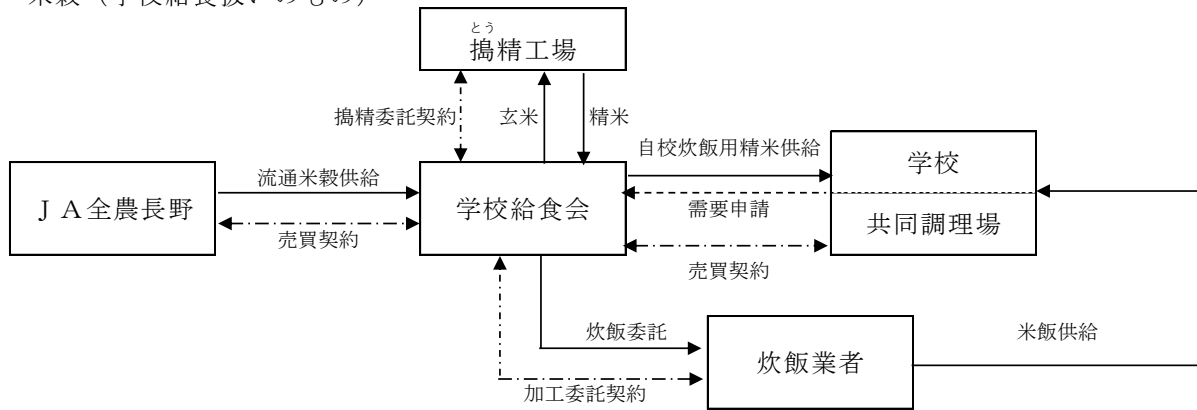 米穀（学校給食扱いのもの）
とう
搗精工場
搗精委託契約
玄米
精米
自校炊飯用精米供給
学校
流通米穀供給
ＪＡ全農長野
学校給食会
需要申請
共同調理場
売買契約
売買契約
炊飯委託
米飯供給
炊飯業者
加工委託契約